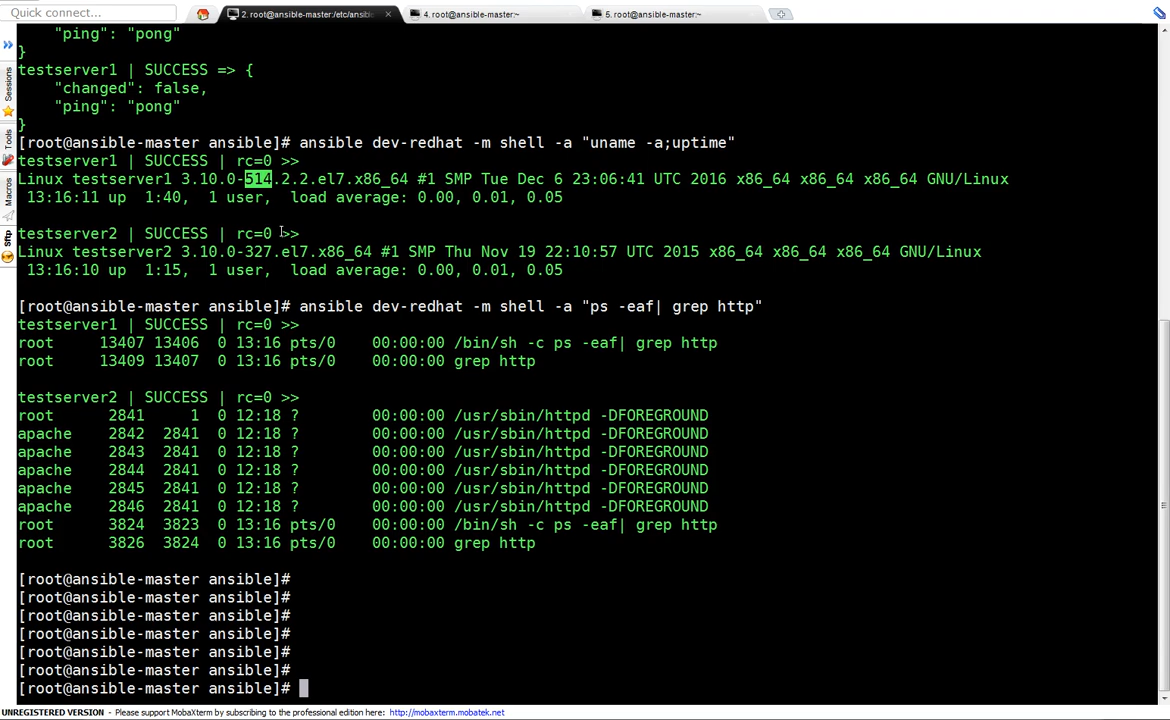 Quick connect...
2. root@ansible-master:/etc/ansible
4. root@ansible-master:~
5. root@ansible-master:~
Sessions
Tools
Macros
Sftp
    "ping": "pong"
}
testserver1 | SUCCESS => {
    "changed": false,
    "ping": "pong"
}
[root@ansible-master ansible]# ansible dev-redhat -m shell -a "uname -a;uptime"
testserver1 | SUCCESS | rc=0 >>
Linux testserver1 3.10.0-514.2.2.el7.x86_64 #1 SMP Tue Dec 6 23:06:41 UTC 2016 x86_64 x86_64 x86_64 GNU/Linux
 13:16:11 up  1:40,  1 user,  load average: 0.00, 0.01, 0.05
testserver2 | SUCCESS | rc=0 >>
Linux testserver2 3.10.0-327.el7.x86_64 #1 SMP Thu Nov 19 22:10:57 UTC 2015 x86_64 x86_64 x86_64 GNU/Linux
 13:16:10 up  1:15,  1 user,  load average: 0.00, 0.01, 0.05
[root@ansible-master ansible]# ansible dev-redhat -m shell -a "ps -eaf| grep http"
testserver1 | SUCCESS | rc=0 >>
root     13407 13406  0 13:16 pts/0    00:00:00 /bin/sh -c ps -eaf| grep http
root     13409 13407  0 13:16 pts/0    00:00:00 grep http
testserver2 | SUCCESS | rc=0 >>
root      2841     1  0 12:18 ?        00:00:00 /usr/sbin/httpd -DFOREGROUND
apache    2842  2841  0 12:18 ?        00:00:00 /usr/sbin/httpd -DFOREGROUND
apache    2843  2841  0 12:18 ?        00:00:00 /usr/sbin/httpd -DFOREGROUND
apache    2844  2841  0 12:18 ?        00:00:00 /usr/sbin/httpd -DFOREGROUND
apache    2845  2841  0 12:18 ?        00:00:00 /usr/sbin/httpd -DFOREGROUND
apache    2846  2841  0 12:18 ?        00:00:00 /usr/sbin/httpd -DFOREGROUND
root      3824  3823  0 13:16 pts/0    00:00:00 /bin/sh -c ps -eaf| grep http
root      3826  3824  0 13:16 pts/0    00:00:00 grep http
[root@ansible-master ansible]#
[root@ansible-master ansible]#
[root@ansible-master ansible]#
[root@ansible-master ansible]#
[root@ansible-master ansible]#
[root@ansible-master ansible]#
[root@ansible-master ansible]#
UNREGISTERED VERSION - Please support MobaXterm by subscribing to the professional edition here: http://mobaxterm.mobatek.net